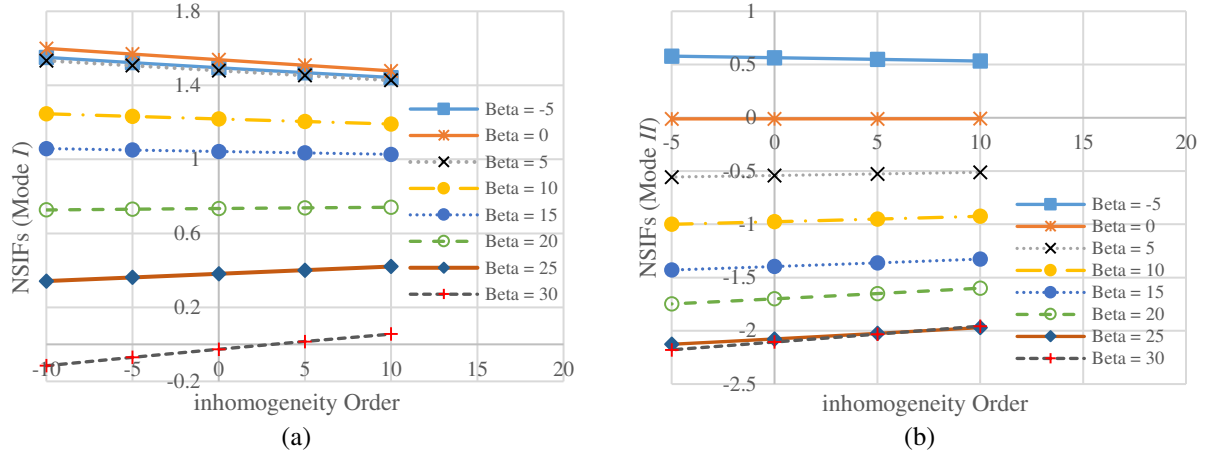 1.8
1.4
1
0.6
0.2
-0.2
-10
-5
0
5
10
15
20
NSIFs (Mode I)
inhomogeneity Order
Beta = -5
Beta = 0
Beta = 5
Beta = 10
Beta = 15
Beta = 20
Beta = 25
Beta = 30
(a)
1
0.5
0
-0.5
-1
-1.5
-2
-2.5
-5
0
5
10
15
20
NSIFs (Mode II)
inhomogeneity Order
Beta = -5
Beta = 0
Beta = 5
Beta = 10
Beta = 15
Beta = 20
Beta = 25
Beta = 30
(b)